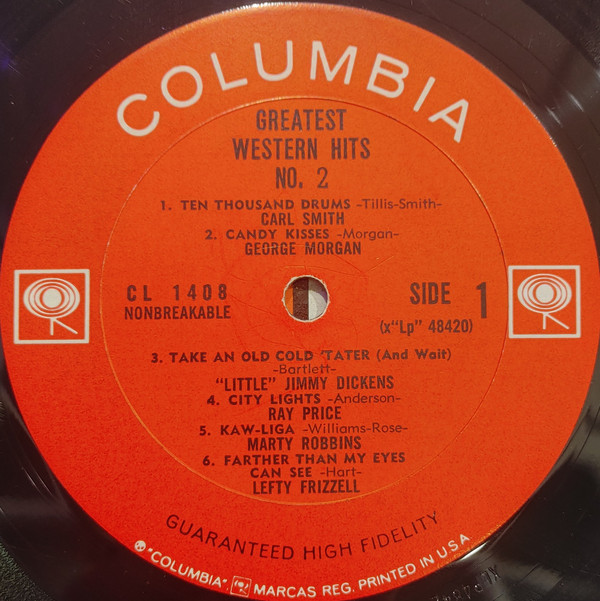 COLUMBIA
GREATEST
WESTERN HITS
NO. 2
1. TEN THOUSAND DRUMS -Tillis-Smith-
CARL SMITH
2. CANDY KISSES -Morgan-
GEORGE MORGAN
CL 1408
NONBREAKABLE
SIDE 1
(x"Lp" 48420)
3. TAKE AN OLD COLD 'TATER (And Wait)
-Bartlett-
"LITTLE" JIMMY DICKENS
4. CITY LIGHTS -Anderson-
RAY PRICE
5. KAW-LIGA -Williams-Rose-
MARTY ROBBINS
6. FARTHER THAN MY EYES
CAN SEE -Hart-
LEFTY FRIZZELL
GUARANTEED HIGH FIDELITY
"COLUMBIA", MARCAS REG. PRINTED IN U.S.A.